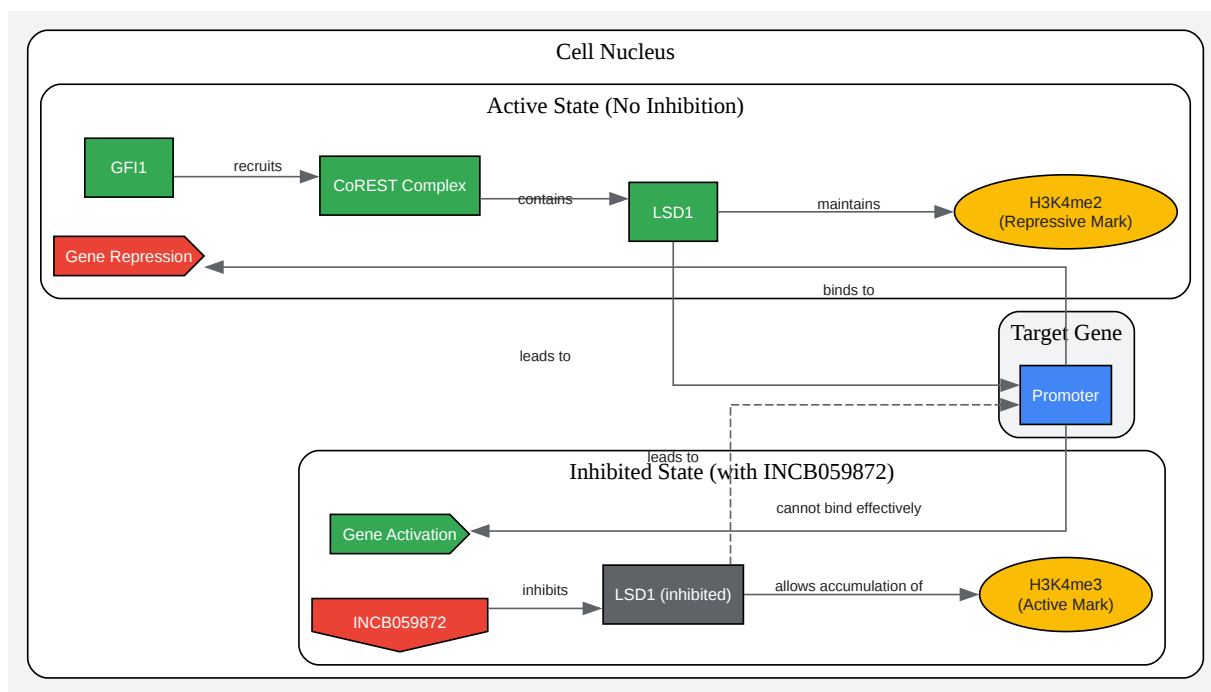 Cell Nucleus
Active State (No Inhibition)
GFI1
recruits
CoREST Complex
contains
LSD1
maintains
H3K4me2
(Repressive Mark)
Gene Repression
binds to
Target Gene
leads to
Promoter
leads to
Inhibited State (with INCB059872)
cannot bind effectively
Gene Activation
inhibits
LSD1 (inhibited)
allows accumulation of
H3K4me3
(Active Mark)
INCB059872